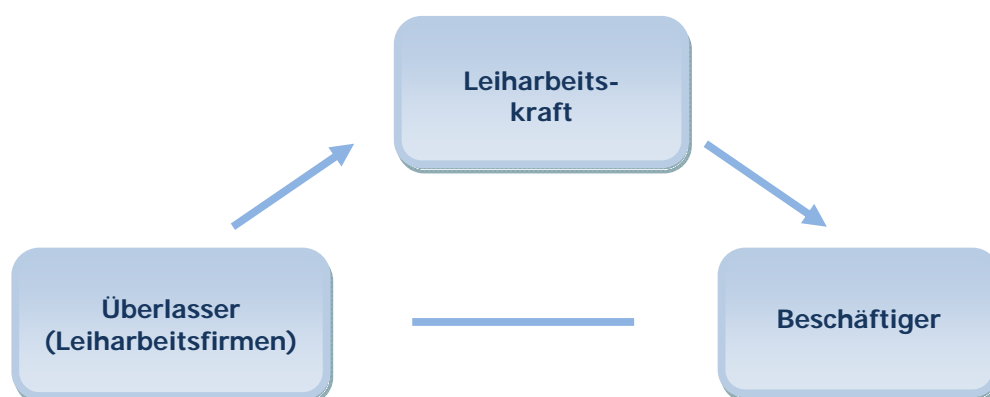 Leiharbeits-
kraft
Überlasser
(Leiharbeitsfirmen)
Beschäftiger